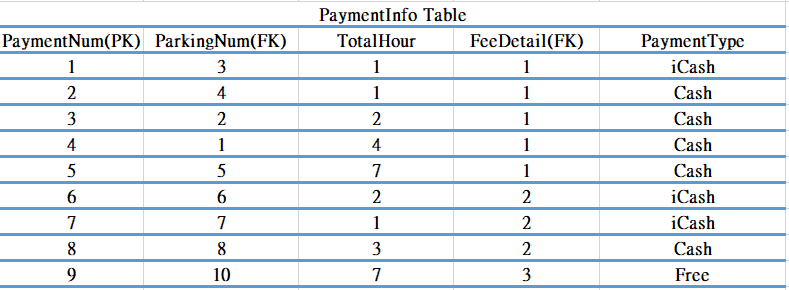 PaymentInfo Table
PaymentNum(PK) ParkingNum(FK) TotalHour FeeDetail(FK) PaymentType
1 3 1 1 iCash
2 4 1 1 Cash
3 2 2 1 Cash
4 1 4 1 Cash
5 5 7 1 Cash
6 6 2 2 iCash
7 7 1 2 iCash
8 8 3 2 Cash
9 10 7 3 Free